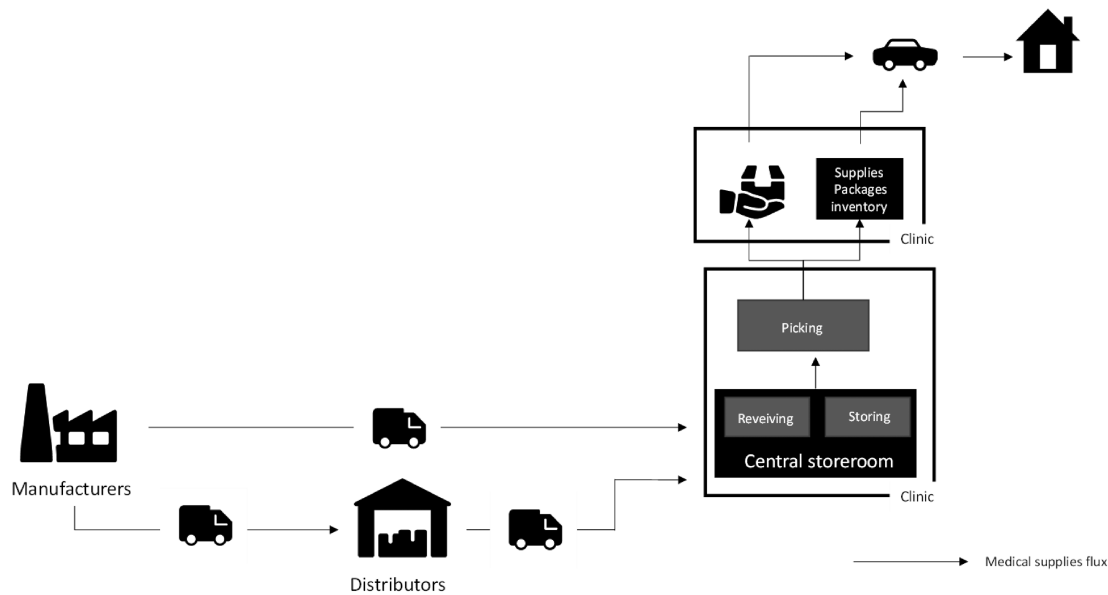 Supplies
Packages
inventory
Clinic
Picking
Reveiving
Storing
Central storeroom
Clinic
Manufacturers
Distributors
Medical supplies flux